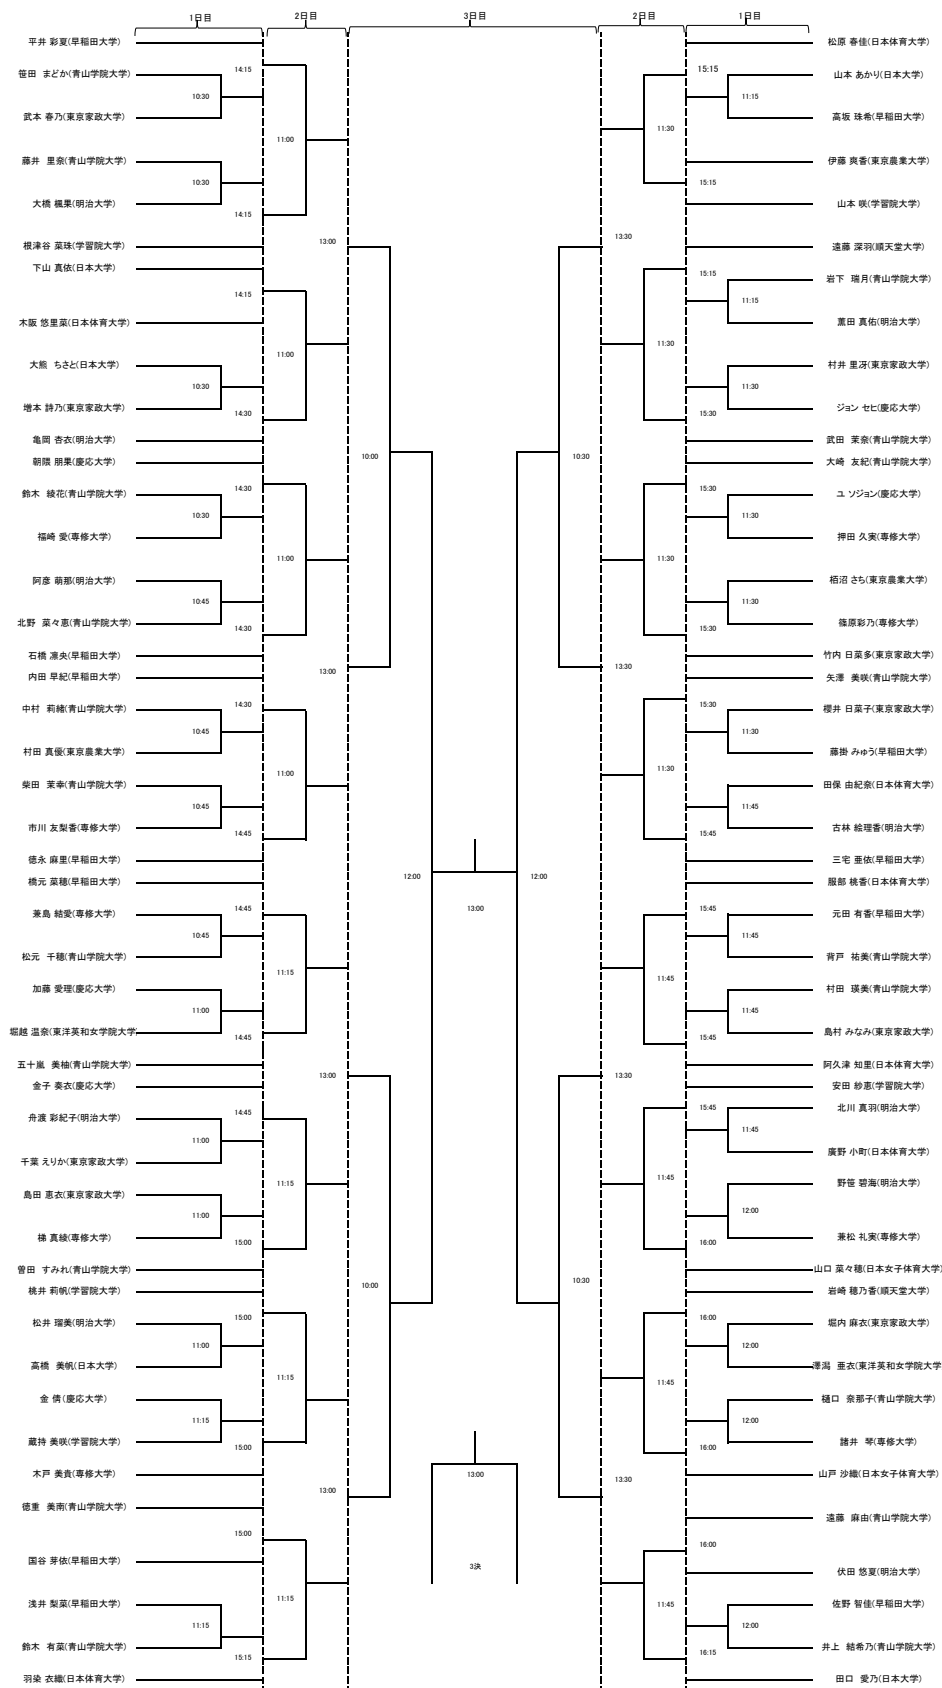 1日目
2日目
3日目
2日目
1日目
平井 彩夏(早稲田大学)
14:15
笹田 まどか(青山学院大学)
10:30
武本 春乃(東京家政大学)
11:00
藤井 里奈(青山学院大学)
10:30
大橋 楓果(明治大学)
14:15
13:00
根津谷 菜珠(学習院大学)
下山 真依(日本大学)
14:15
木阪 悠里菜(日本体育大学)
11:00
大熊 ちさと(日本大学)
10:30
増本 詩乃(東京家政大学)
14:30
亀岡 杏衣(明治大学)
10:00
朝隈 朋果(慶応大学)
14:30
鈴木 綾花(青山学院大学)
10:30
福崎 愛(専修大学)
11:00
阿彦 萌那(明治大学)
10:45
北野 菜々恵(青山学院大学)
14:30
石橋 凛央(早稲田大学)
13:00
内田 早紀(早稲田大学)
14:30
中村 莉緒(青山学院大学)
10:45
村田 真優(東京農業大学)
11:00
柴田 茉幸(青山学院大学)
10:45
市川 友梨香(専修大学)
14:45
徳永 麻里(早稲田大学)
12:00
橋元 菜穂(早稲田大学)
14:45
兼島 結愛(専修大学)
10:45
松元 千穂(青山学院大学)
11:15
加藤 愛理(慶応大学)
11:00
堀越 温奈(東洋英和女学院大学)
14:45
五十嵐 美柚(青山学院大学)
13:00
金子 奏衣(慶応大学)
14:45
舟渡 彩紀子(明治大学)
11:00
千葉 えりか(東京家政大学)
11:15
島田 恵衣(東京家政大学)
11:00
梯 真綾(専修大学)
15:00
曽田 すみれ(青山学院大学)
10:00
桃井 莉帆(学習院大学)
15:00
松井 瑠美(明治大学)
11:00
高橋 美帆(日本大学)
11:15
金 倩(慶応大学)
11:15
蔵持 美咲(学習院大学)
15:00
木戸 美貴(専修大学)
13:00
徳重 美南(青山学院大学)
15:00
国谷 芽依(早稲田大学)
11:15
浅井 梨菜(早稲田大学)
11:15
鈴木 有菜(青山学院大学)
15:15
羽染 衣織(日本体育大学)
13:00
13:00
3決
松原 春佳(日本体育大学)
15:15
山本 あかり(日本大学)
11:15
高坂 珠希(早稲田大学)
11:30
伊藤 爽香(東京農業大学)
15:15
山本 咲(学習院大学)
13:30
遠藤 深羽(順天堂大学)
15:15
岩下 瑞月(青山学院大学)
11:15
薫田 真佑(明治大学)
11:30
村井 里冴(東京家政大学)
11:30
ジョン セヒ(慶応大学)
15:30
武田 茉奈(青山学院大学)
10:30
大崎 友紀(青山学院大学)
15:30
ユ ソジョン(慶応大学)
11:30
押田 久実(専修大学)
11:30
栢沼 さち(東京農業大学)
11:30
篠原彩乃(専修大学)
15:30
竹内 日菜多(東京家政大学)
13:30
矢澤 美咲(青山学院大学)
15:30
櫻井 日菜子(東京家政大学)
11:30
藤掛 みゅう(早稲田大学)
11:30
田保 由紀奈(日本体育大学)
11:45
古林 絵理香(明治大学)
15:45
三宅 亜依(早稲田大学)
12:00
服部 桃香(日本体育大学)
15:45
元田 有香(早稲田大学)
11:45
背戸 祐美(青山学院大学)
11:45
村田 瑛美(青山学院大学)
11:45
島村 みなみ(東京家政大学)
15:45
阿久津 知里(日本体育大学)
13:30
安田 紗恵(学習院大学)
15:45
北川 真羽(明治大学)
11:45
廣野 小町(日本体育大学)
11:45
野笹 碧海(明治大学)
12:00
兼松 礼実(専修大学)
16:00
山口 菜々穂(日本女子体育大学)
10:30
岩崎 穂乃香(順天堂大学)
16:00
堀内 麻衣(東京家政大学)
12:00
澤潟 亜衣(東洋英和女学院大学
11:45
樋口 奈那子(青山学院大学)
12:00
諸井 琴(専修大学)
16:00
山戸 沙織(日本女子体育大学)
13:30
遠藤 麻由(青山学院大学)
16:00
伏田 悠夏(明治大学)
11:45
佐野 智佳(早稲田大学)
12:00
井上 結希乃(青山学院大学)
16:15
田口 愛乃(日本大学)